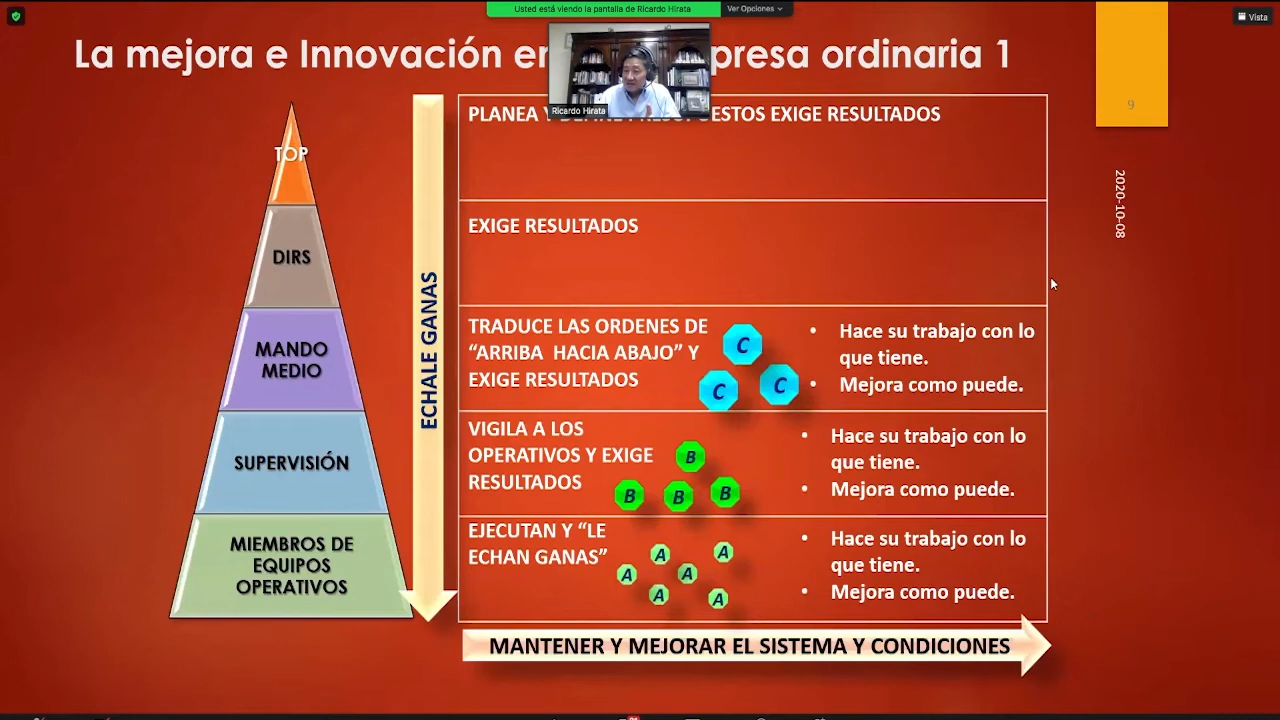 Usted está viendo la pantalla de Ricardo Hirata
Ver Opciones
Vista
La mejora e Innovación en presa ordinaria 1
Ricardo Hirata
9
2020-10-08
TOP
DIRS
MANDO
MEDIO
SUPERVISIÓN
MIEMBROS DE
EQUIPOS
OPERATIVOS
ECHALE GANAS
PLANEA Y EXIGE RESULTADOS
EXIGE RESULTADOS
TRADUCE LAS ORDENES DE
“ARRIBA HACIA ABAJO” Y
EXIGE RESULTADOS
C
C
C
• Hace su trabajo con lo
que tiene.
• Mejora como puede.
VIGILA A LOS
OPERATIVOS Y EXIGE
RESULTADOS
B
B
B
B
• Hace su trabajo con lo
que tiene.
• Mejora como puede.
EJECUTAN Y “LE
ECHAN GANAS”
A
A
A
A
A
A
• Hace su trabajo con lo
que tiene.
• Mejora como puede.
MANTENER Y MEJORAR EL SISTEMA Y CONDICIONES